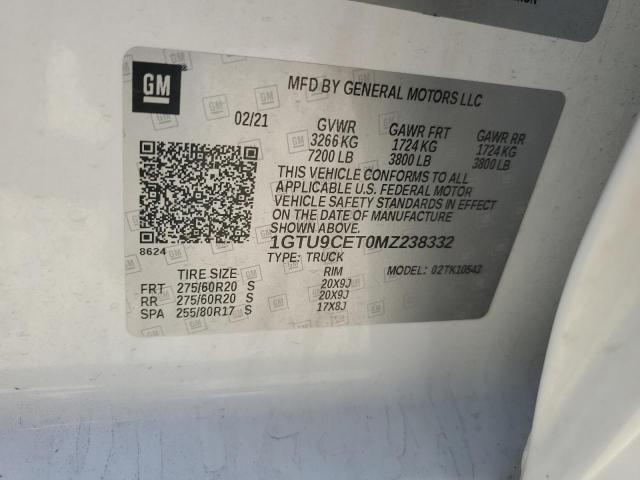 GM
MFD BY GENERAL MOTORS LLC
02/21
GVWR GAWR FRT GAWR RR
3266 KG 1724 KG 1724 KG
7200 LB 3800 LB 3800 LB
THIS VEHICLE CONFORMS TO ALL
APPLICABLE U.S. FEDERAL MOTOR
VEHICLE SAFETY STANDARDS IN EFFECT
ON THE DATE OF MANUFACTURE
SHOWN ABOVE.
8624
1GTU9CET0MZ238332
TYPE: TRUCK MODEL: 02TK10543
TIRE SIZE RIM
FRT 275/60R20 S 20X9J
RR 275/60R20 S 20X9J
SPA 255/80R17 S 17X8J